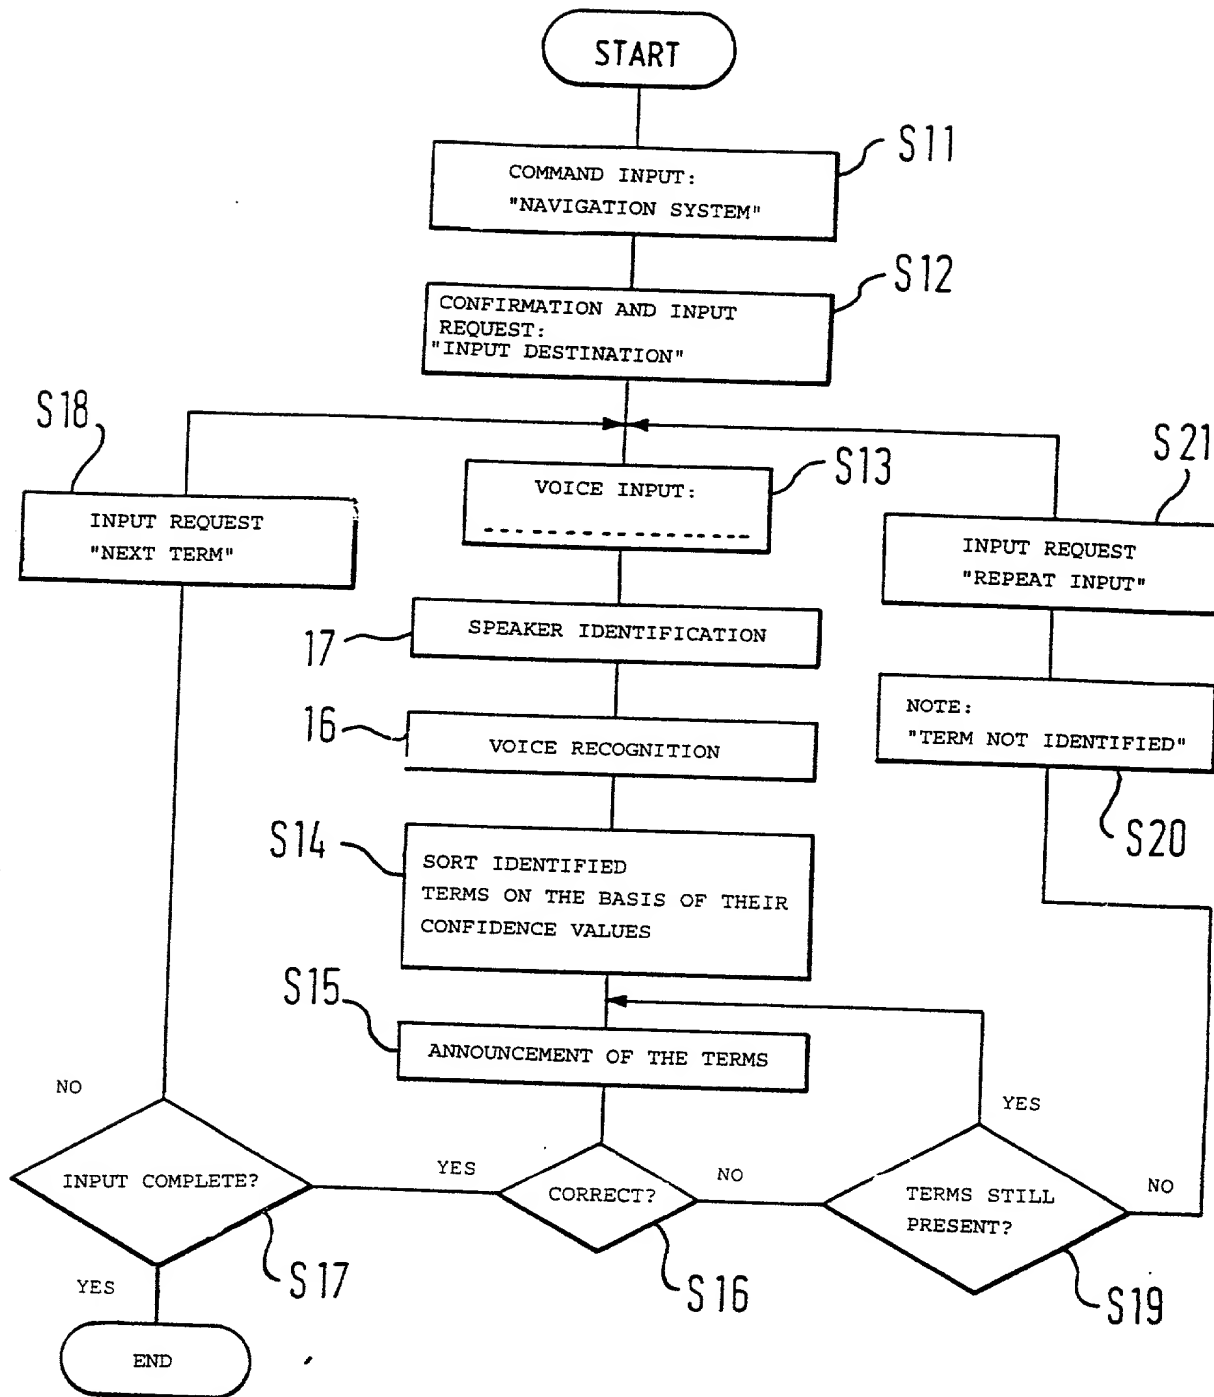 START
S11
COMMAND INPUT:
"NAVIGATION SYSTEM"
S12
CONFIRMATION AND INPUT
REQUEST:
"INPUT DESTINATION"
S18
INPUT REQUEST
"NEXT TERM"
S13
VOICE INPUT:
S21
INPUT REQUEST
"REPEAT INPUT"
17
SPEAKER IDENTIFICATION
16
VOICE RECOGNITION
NOTE:
"TERM NOT IDENTIFIED"
S20
S14
SORT IDENTIFIED
TERMS ON THE BASIS OF THEIR
CONFIDENCE VALUES
S15
ANNOUNCEMENT OF THE TERMS
NO
INPUT COMPLETE?
S17
YES
YES
CORRECT?
S16
NO
YES
TERMS STILL
PRESENT?
NO
S19
END